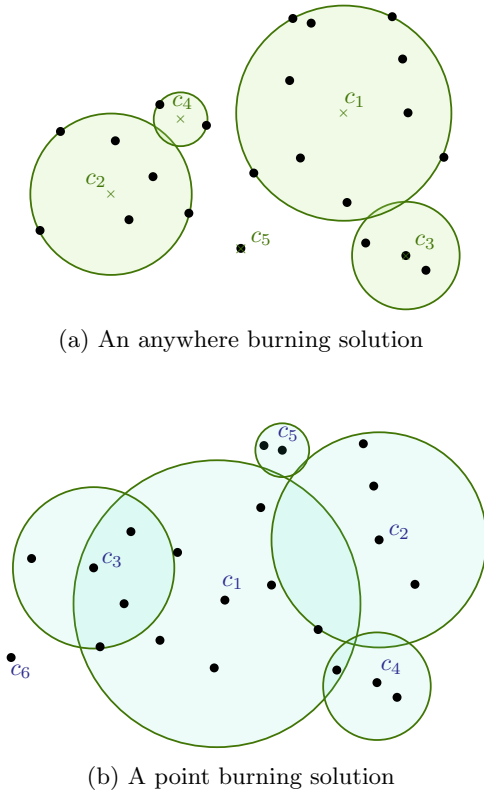 c₁
c₄
c₂
c₅
c₃
(a) An anywhere burning solution
c₅
c₂
c₃
c₁
c₆
c₄
(b) A point burning solution